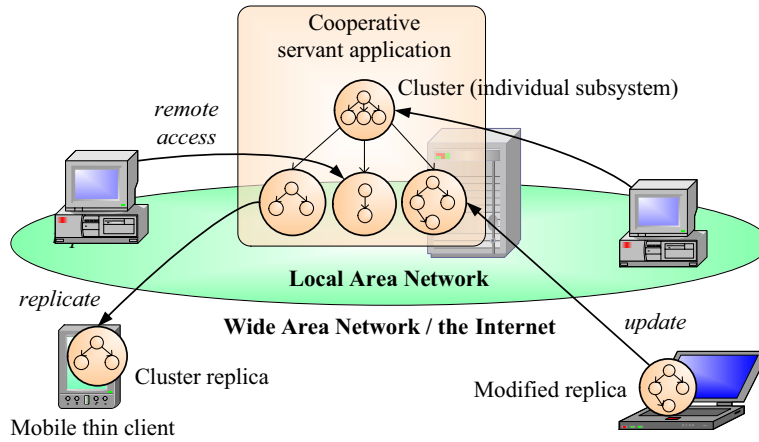 Cooperative
servant application
Cluster (individual subsystem)
remote
access
Local Area Network
replicate
Wide Area Network / the Internet
update
Cluster replica
Modified replica
Mobile thin client